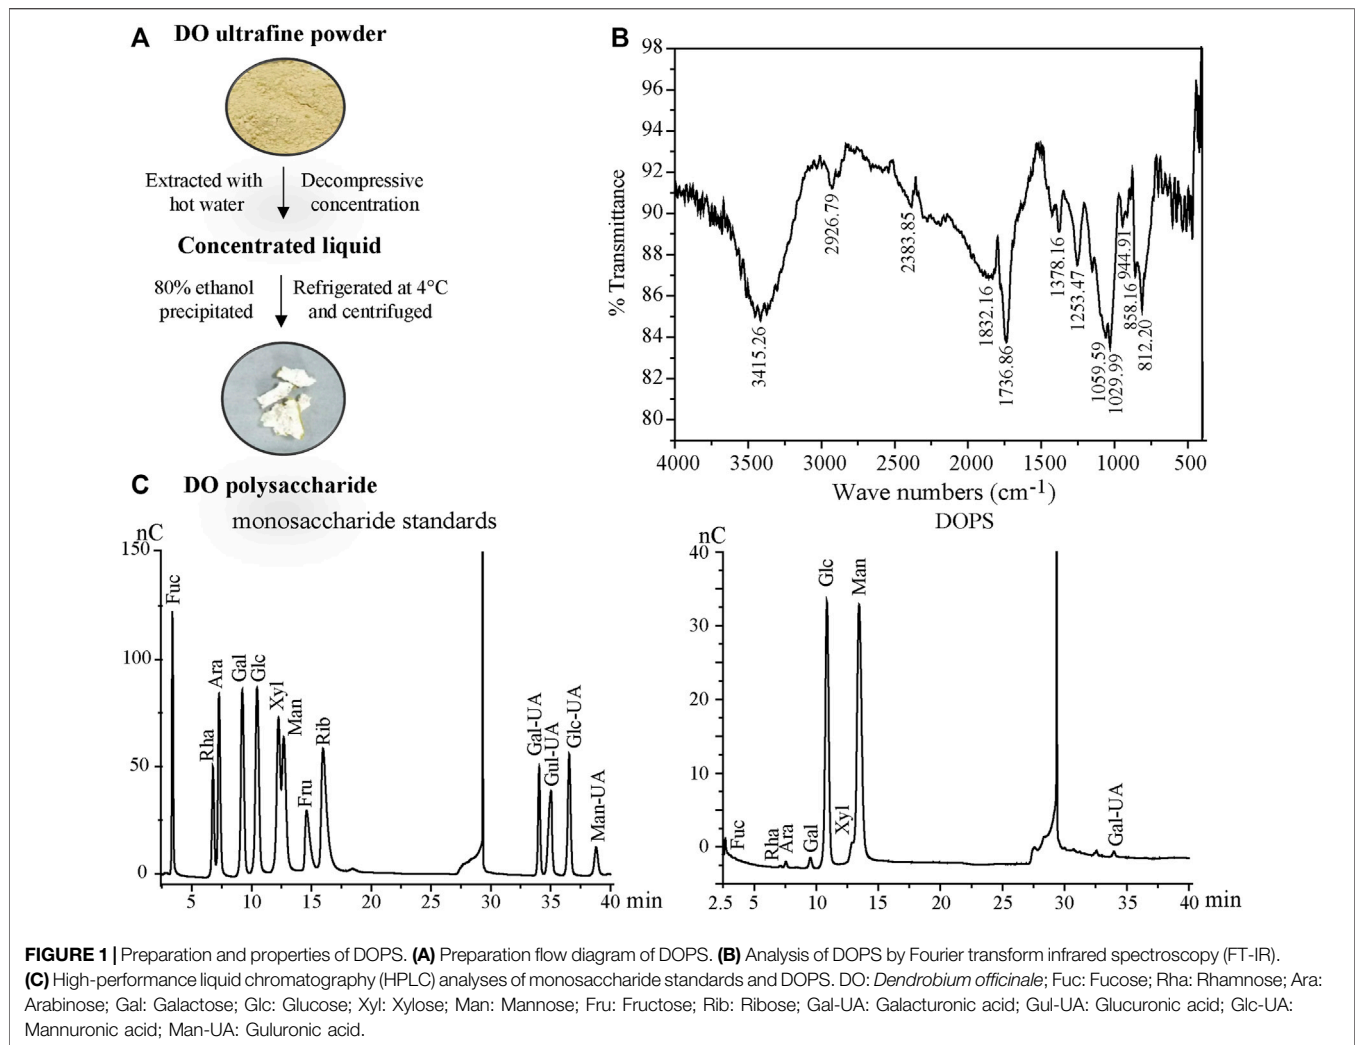 A
DO ultrafine powder
Extracted with
hot water
Decompressive
concentration
Concentrated liquid
80% ethanol
precipitated
Refrigerated at 4°C
and centrifuged
DO polysaccharide
B
98
96
94
92
90
88
86
84
82
80
% Transmittance
3415.26
2926.79
2383.85
1832.16
1736.86
1378.16
1253.47
1059.59
1029.99
944.91
858.16
812.20
4000 3500 3000 2500 2000 1500 1000 500
Wave numbers (cm-1)
C
monosaccharide standards
nC
150
100
50
0
Fuc
Rha
Ara
Gal
Glc
Xyl
Man
Fru
Rib
Gal-UA
Gul-UA
Glc-UA
Man-UA
5 10 15 20 25 30 35 40 min
DOPS
nC
40
30
20
10
0
Fuc
Rha
Ara
Gal
Glc
Xyl
Man
Gal-UA
2.5 5 10 15 20 25 30 35 40 min
FIGURE 1 | Preparation and properties of DOPS. (A) Preparation flow diagram of DOPS. (B) Analysis of DOPS by Fourier transform infrared spectroscopy (FT-IR).
(C) High-performance liquid chromatography (HPLC) analyses of monosaccharide standards and DOPS. DO: Dendrobium officinale; Fuc: Fucose; Rha: Rhamnose; Ara:
Arabinose; Gal: Galactose; Glc: Glucose; Xyl: Xylose; Man: Mannose; Fru: Fructose; Rib: Ribose; Gal-UA: Galacturonic acid; Gul-UA: Glucuronic acid; Glc-UA:
Mannuronic acid; Man-UA: Guluronic acid.